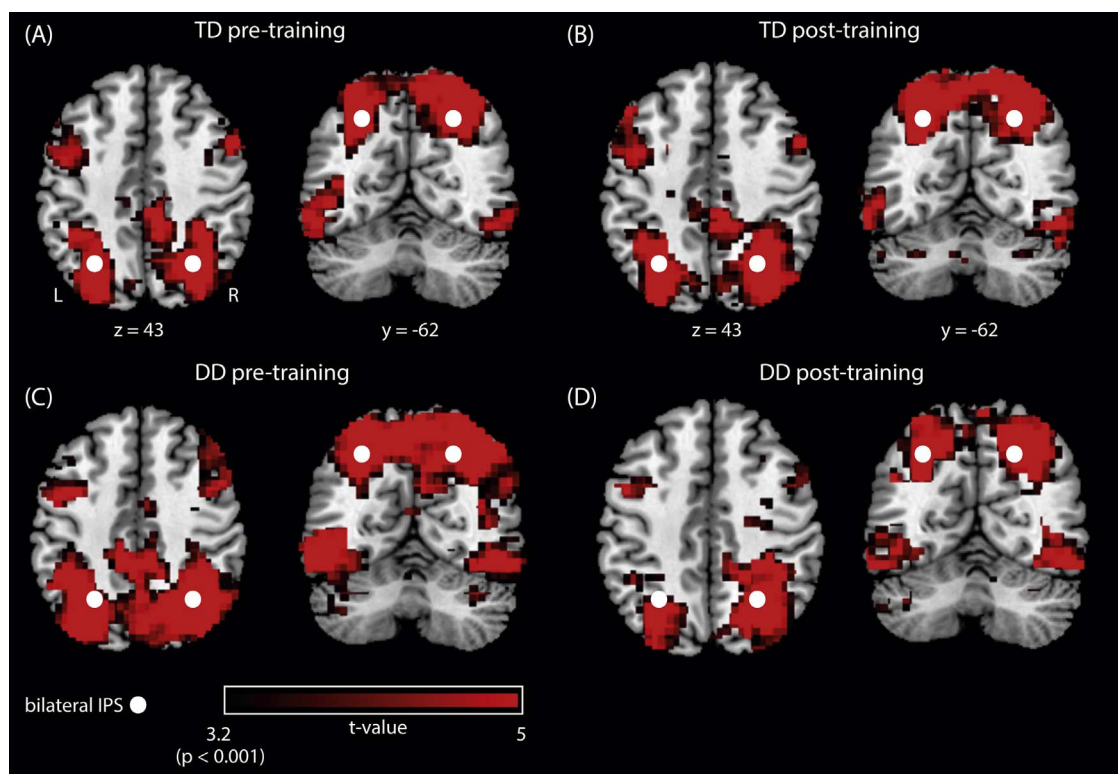 (A) TD pre-training
(B) TD post-training
L R
z = 43 y = -62
z = 43 y = -62
(C) DD pre-training
(D) DD post-training
bilateral IPS
t-value
3.2 5
(p < 0.001)